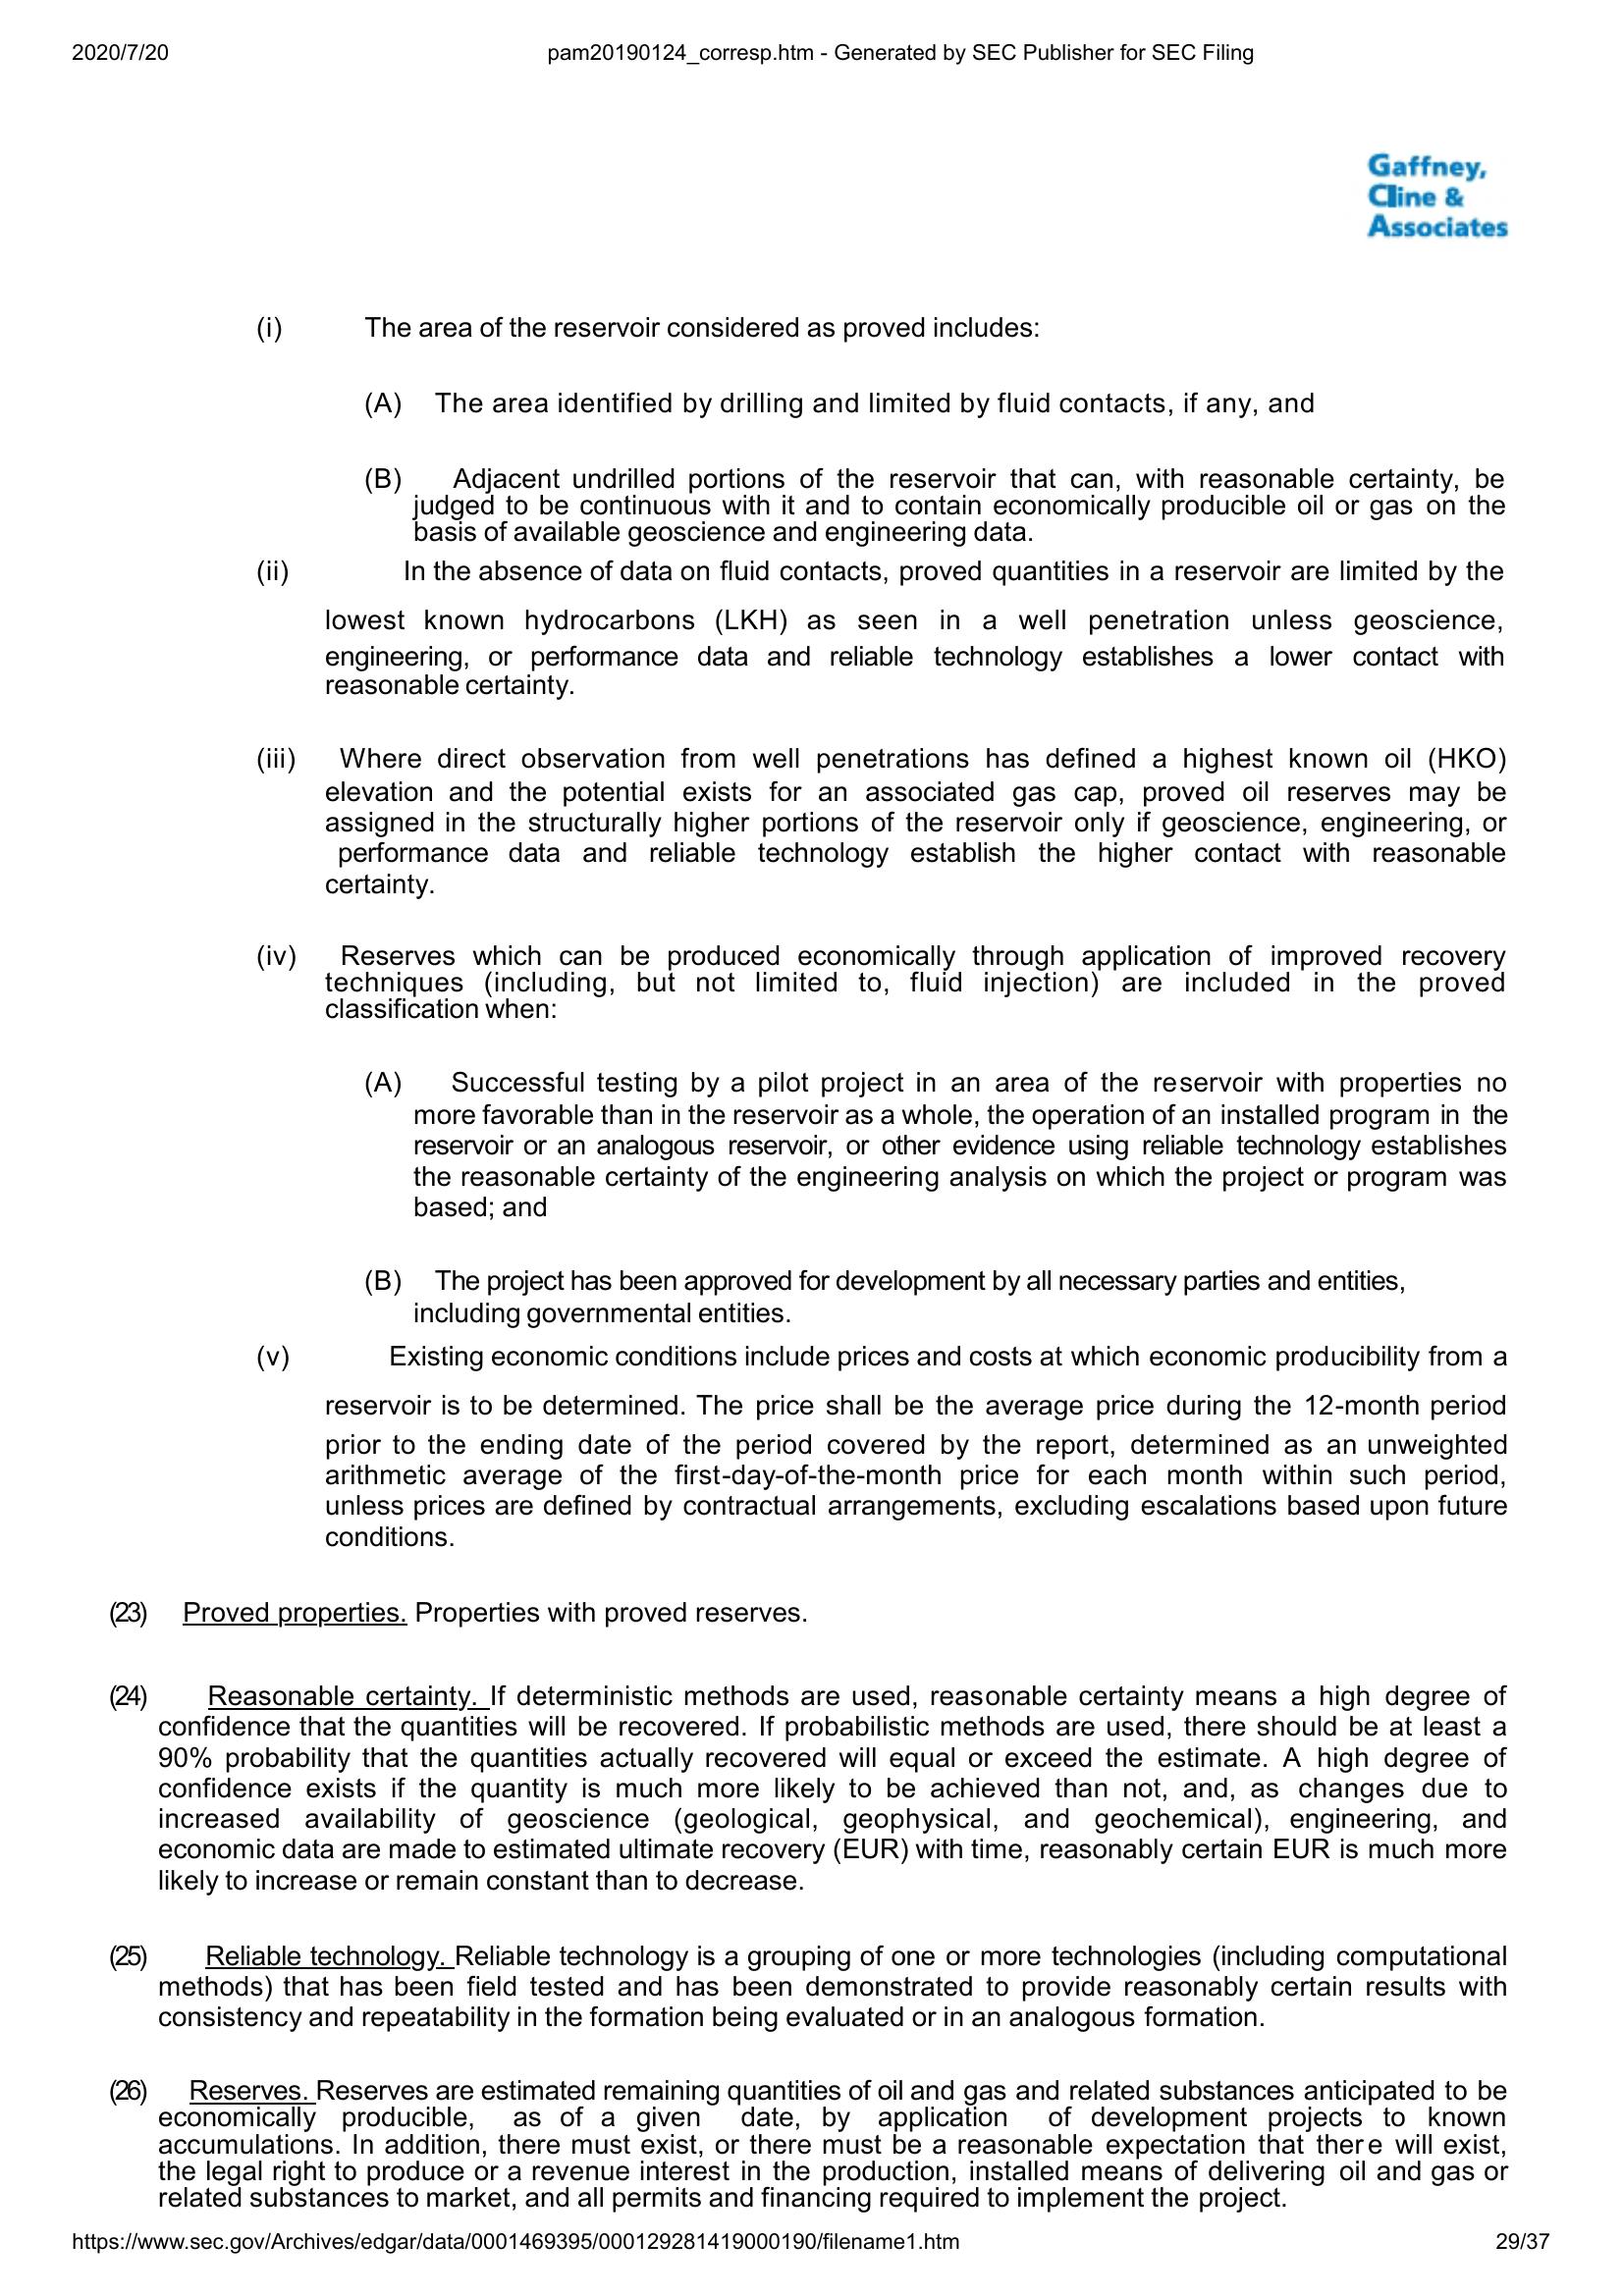 2020/7/20 pam20190124_corresp.htm - Generated by SEC Publisher for SEC Filing
Gaffney,
Cline &
Associates
(i) The area of the reservoir considered as proved includes:
(A) The area identified by drilling and limited by fluid contacts, if any, and
(B) Adjacent undrilled portions of the reservoir that can, with reasonable certainty, be
judged to be continuous with it and to contain economically producible oil or gas on the
basis of available geoscience and engineering data.
(ii) In the absence of data on fluid contacts, proved quantities in a reservoir are limited by the
lowest known hydrocarbons (LKH) as seen in a well penetration unless geoscience,
engineering, or performance data and reliable technology establishes a lower contact with
reasonable certainty.
(iii) Where direct observation from well penetrations has defined a highest known oil (HKO)
elevation and the potential exists for an associated gas cap, proved oil reserves may be
assigned in the structurally higher portions of the reservoir only if geoscience, engineering, or
performance data and reliable technology establish the higher contact with reasonable
certainty.
(iv) Reserves which can be produced economically through application of improved recovery
techniques (including, but not limited to, fluid injection) are included in the proved
classification when:
(A) Successful testing by a pilot project in an area of the reservoir with properties no
more favorable than in the reservoir as a whole, the operation of an installed program in the
reservoir or an analogous reservoir, or other evidence using reliable technology establishes
the reasonable certainty of the engineering analysis on which the project or program was
based; and
(B) The project has been approved for development by all necessary parties and entities,
including governmental entities.
(v) Existing economic conditions include prices and costs at which economic producibility from a
reservoir is to be determined. The price shall be the average price during the 12-month period
prior to the ending date of the period covered by the report, determined as an unweighted
arithmetic average of the first-day-of-the-month price for each month within such period,
unless prices are defined by contractual arrangements, excluding escalations based upon future
conditions.
(23) Proved properties. Properties with proved reserves.
(24) Reasonable certainty. If deterministic methods are used, reasonable certainty means a high degree of
confidence that the quantities will be recovered. If probabilistic methods are used, there should be at least a
90% probability that the quantities actually recovered will equal or exceed the estimate. A high degree of
confidence exists if the quantity is much more likely to be achieved than not, and, as changes due to
increased availability of geoscience (geological, geophysical, and geochemical), engineering, and
economic data are made to estimated ultimate recovery (EUR) with time, reasonably certain EUR is much more
likely to increase or remain constant than to decrease.
(25) Reliable technology. Reliable technology is a grouping of one or more technologies (including computational
methods) that has been field tested and has been demonstrated to provide reasonably certain results with
consistency and repeatability in the formation being evaluated or in an analogous formation.
(26) Reserves. Reserves are estimated remaining quantities of oil and gas and related substances anticipated to be
economically producible, as of a given date, by application of development projects to known
accumulations. In addition, there must exist, or there must be a reasonable expectation that there will exist,
the legal right to produce or a revenue interest in the production, installed means of delivering oil and gas or
related substances to market, and all permits and financing required to implement the project.
https://www.sec.gov/Archives/edgar/data/0001469395/000129281419000190/filename1.htm 29/37